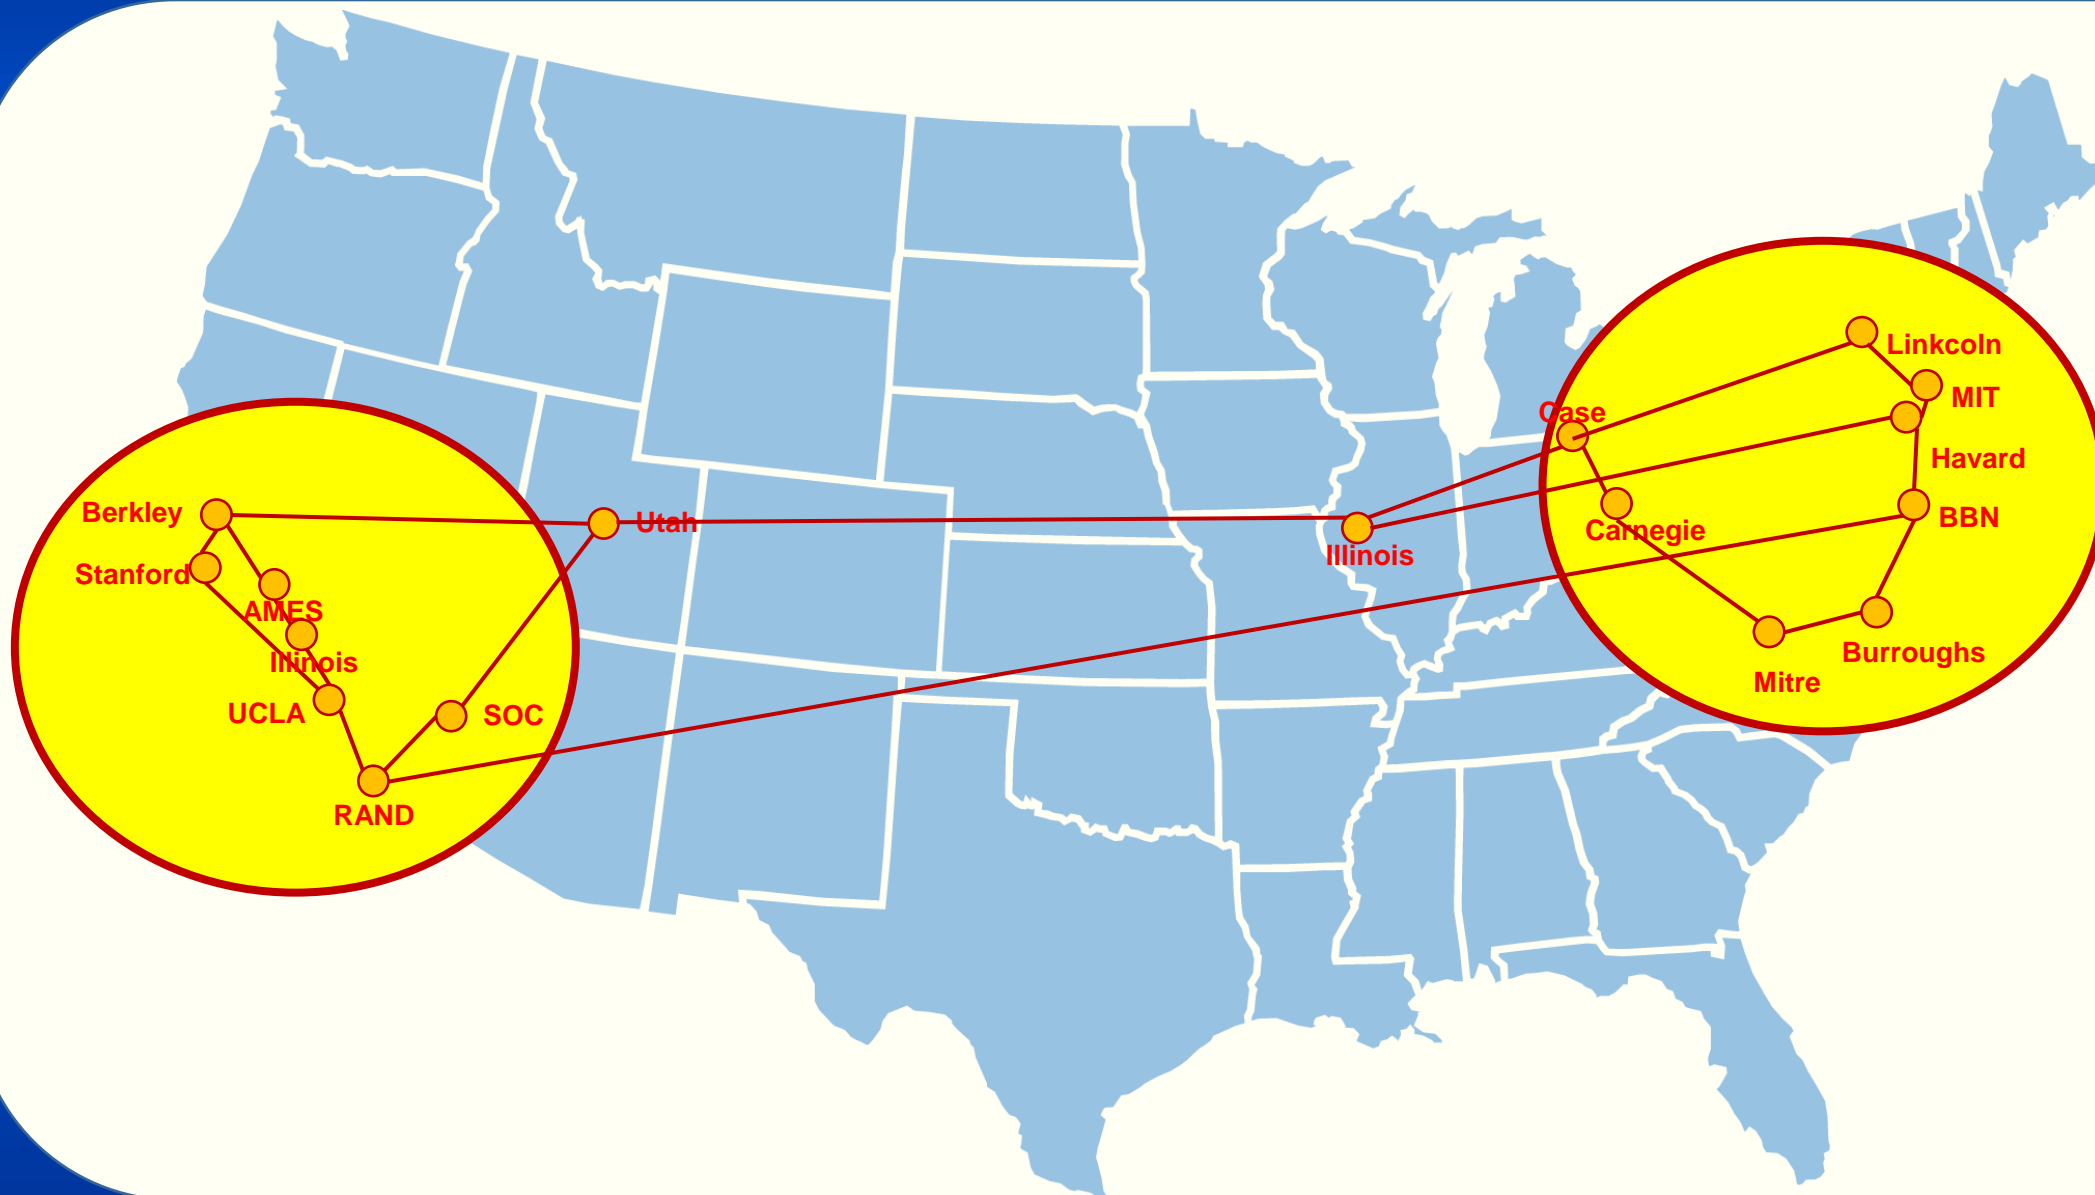 Linkcoln
MIT
Case
Havard
Berkley
Utah
BBN
Carnegie
Illinois
Stanford
AMES
Illinois
Burroughs
Mitre
UCLA
SOC
RAND